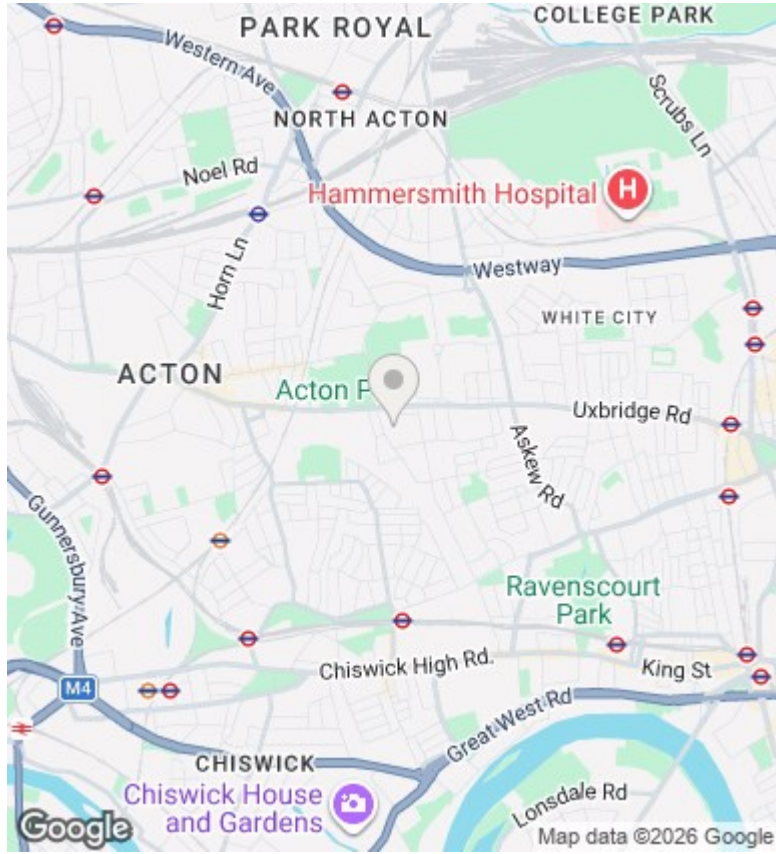 COLLEGE PARK
PARK ROYAL
Western Ave
Scrubs Ln
NORTH ACTON
Noel Rd
Hammersmith Hospital
H
Horn Ln
Westway
WHITE CITY
ACTON
Acton P
Uxbridge Rd
Askew Rd
Gunnersbury Ave
Ravenscourt
Park
Chiswick High Rd.
King St
M4
Great West Rd
CHISWICK
Chiswick House
and Gardens
Lonsdale Rd
Google
Map data ©2026 Google